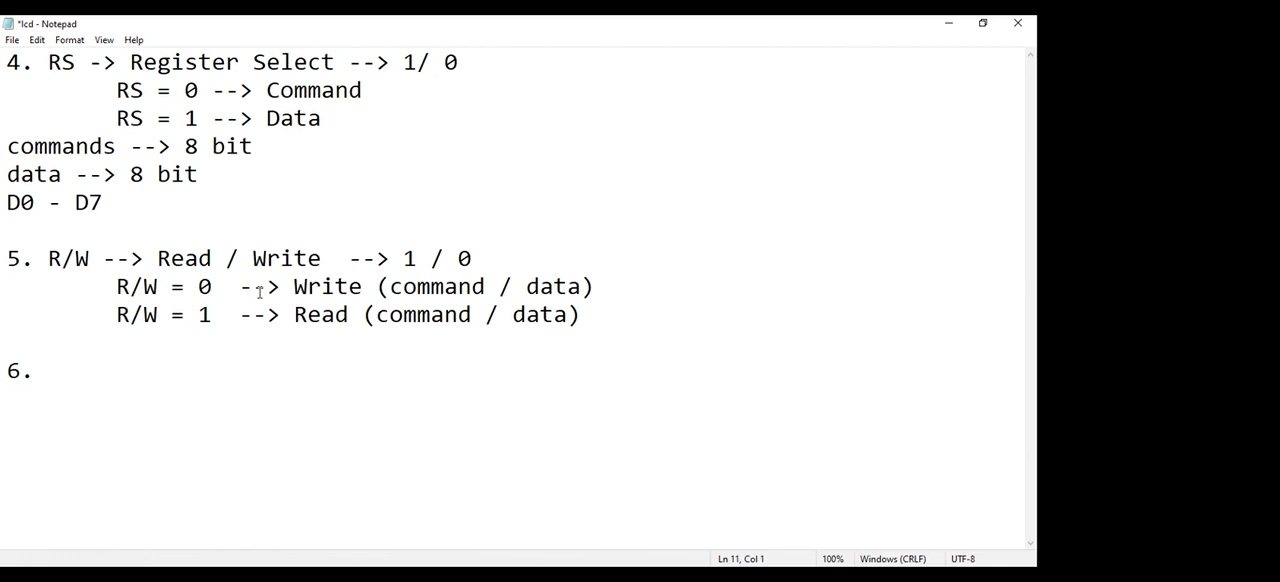 *lcd - Notepad
File Edit Format View Help
4. RS -> Register Select --> 1/ 0
RS = 0 --> Command
RS = 1 --> Data
commands --> 8 bit
data --> 8 bit
D0 - D7
5. R/W --> Read / Write --> 1 / 0
R/W = 0 --> Write (command / data)
R/W = 1 --> Read (command / data)
6.
Ln 11, Col 1 100% Windows (CRLF) UTF-8